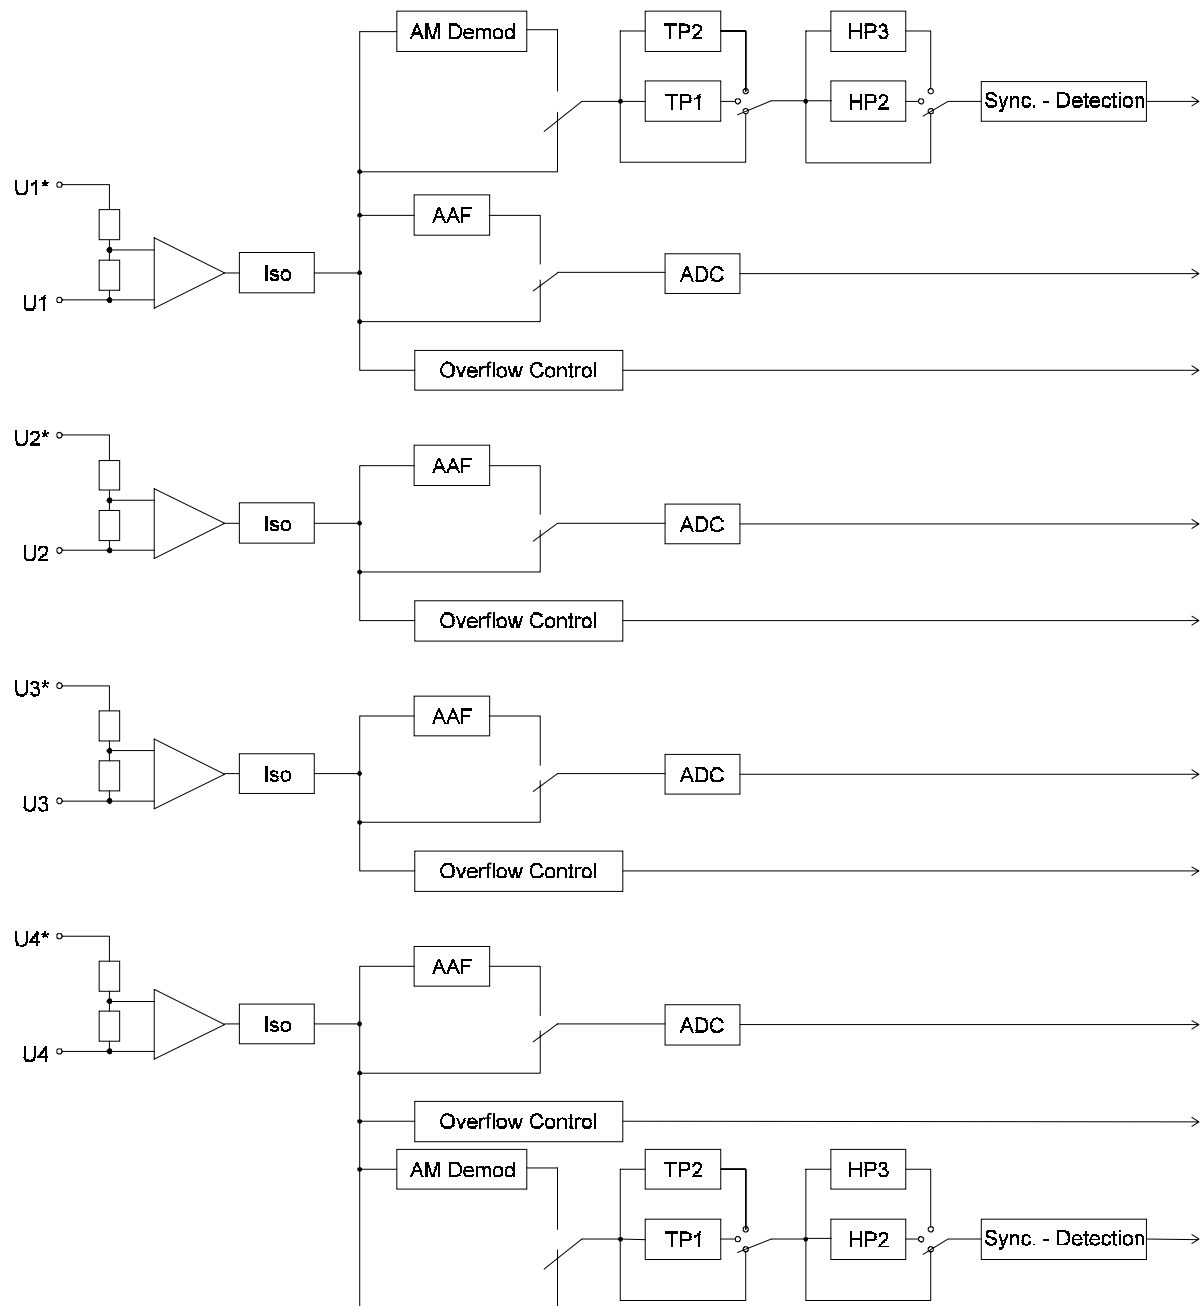 AM Demod TP2 HP3
TP1 HP2 Sync. - Detection
U1*
AAF
Iso ADC
U1
Overflow Control
U2*
AAF
Iso ADC
U2
Overflow Control
U3*
AAF
Iso ADC
U3
Overflow Control
U4*
AAF
Iso ADC
U4
Overflow Control
AM Demod TP2 HP3
TP1 HP2 Sync. - Detection